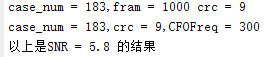 case_num = 183,fram = 1000 crc = 9
case_num = 183,crc = 9,CFOFreq = 300
以上是SNR = 5.8 的结果